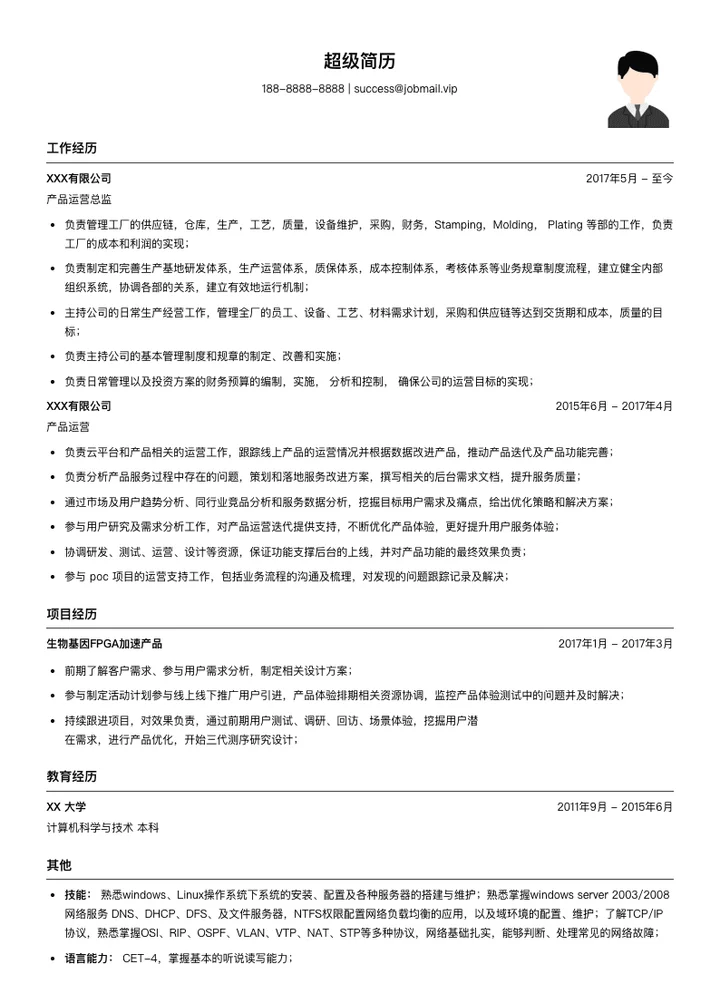 超级简历
188-8888-8888 | success@jobmail.vip
工作经历
XXX有限公司 2017年5月 – 至今
产品运营总监
• 负责管理工厂的供应链，仓库，生产，工艺，质量，设备维护，采购，财务，Stamping，Molding， Plating 等部的工作，负责
工厂的成本和利润的实现；
• 负责制定和完善生产基地研发体系，生产运营体系，质保体系，成本控制体系，考核体系等业务规章制度流程，建立健全内部
组织系统，协调各部的关系，建立有效地运行机制；
• 主持公司的日常生产经营工作，管理全厂的员工、设备、工艺、材料需求计划，采购和供应链等达到交货期和成本，质量的目
标；
• 负责主持公司的基本管理制度和规章的制定、改善和实施；
• 负责日常管理以及投资方案的财务预算的编制，实施， 分析和控制， 确保公司的运营目标的实现；
XXX有限公司 2015年6月 – 2017年4月
产品运营
• 负责云平台和产品相关的运营工作，跟踪线上产品的运营情况并根据数据改进产品，推动产品迭代及产品功能完善；
• 负责分析产品服务过程中存在的问题，策划和落地服务改进方案，撰写相关的后台需求文档，提升服务质量；
• 通过市场及用户趋势分析、同行业竞品分析和服务数据分析，挖掘目标用户需求及痛点，给出优化策略和解决方案；
• 参与用户研究及需求分析工作，对产品运营迭代提供支持，不断优化产品体验，更好提升用户服务体验；
• 协调研发、测试、运营、设计等资源，保证功能支撑后台的上线，并对产品功能的最终效果负责；
• 参与 poc 项目的运营支持工作，包括业务流程的沟通及梳理，对发现的问题跟踪记录及解决；
项目经历
生物基因FPGA加速产品 2017年1月 – 2017年3月
• 前期了解客户需求、参与用户需求分析，制定相关设计方案；
• 参与制定活动计划参与线上线下推广用户引进，产品体验排期相关资源协调，监控产品体验测试中的问题并及时解决；
• 持续跟进项目，对效果负责，通过前期用户测试、调研、回访、场景体验，挖掘用户潜
在需求，进行产品优化，开始三代测序研究设计；
教育经历
XX 大学 2011年9月 – 2015年6月
计算机科学与技术 本科
其他
• 技能： 熟悉windows、Linux操作系统下系统的安装、配置及各种服务器的搭建与维护；熟悉掌握windows server 2003/2008
网络服务 DNS、DHCP、DFS、及文件服务器，NTFS权限配置网络负载均衡的应用，以及域环境的配置、维护；了解TCP/IP
协议，熟悉掌握OSI、RIP、OSPF、VLAN、VTP、NAT、STP等多种协议，网络基础扎实，能够判断、处理常见的网络故障；
• 语言能力： CET-4，掌握基本的听说读写能力；